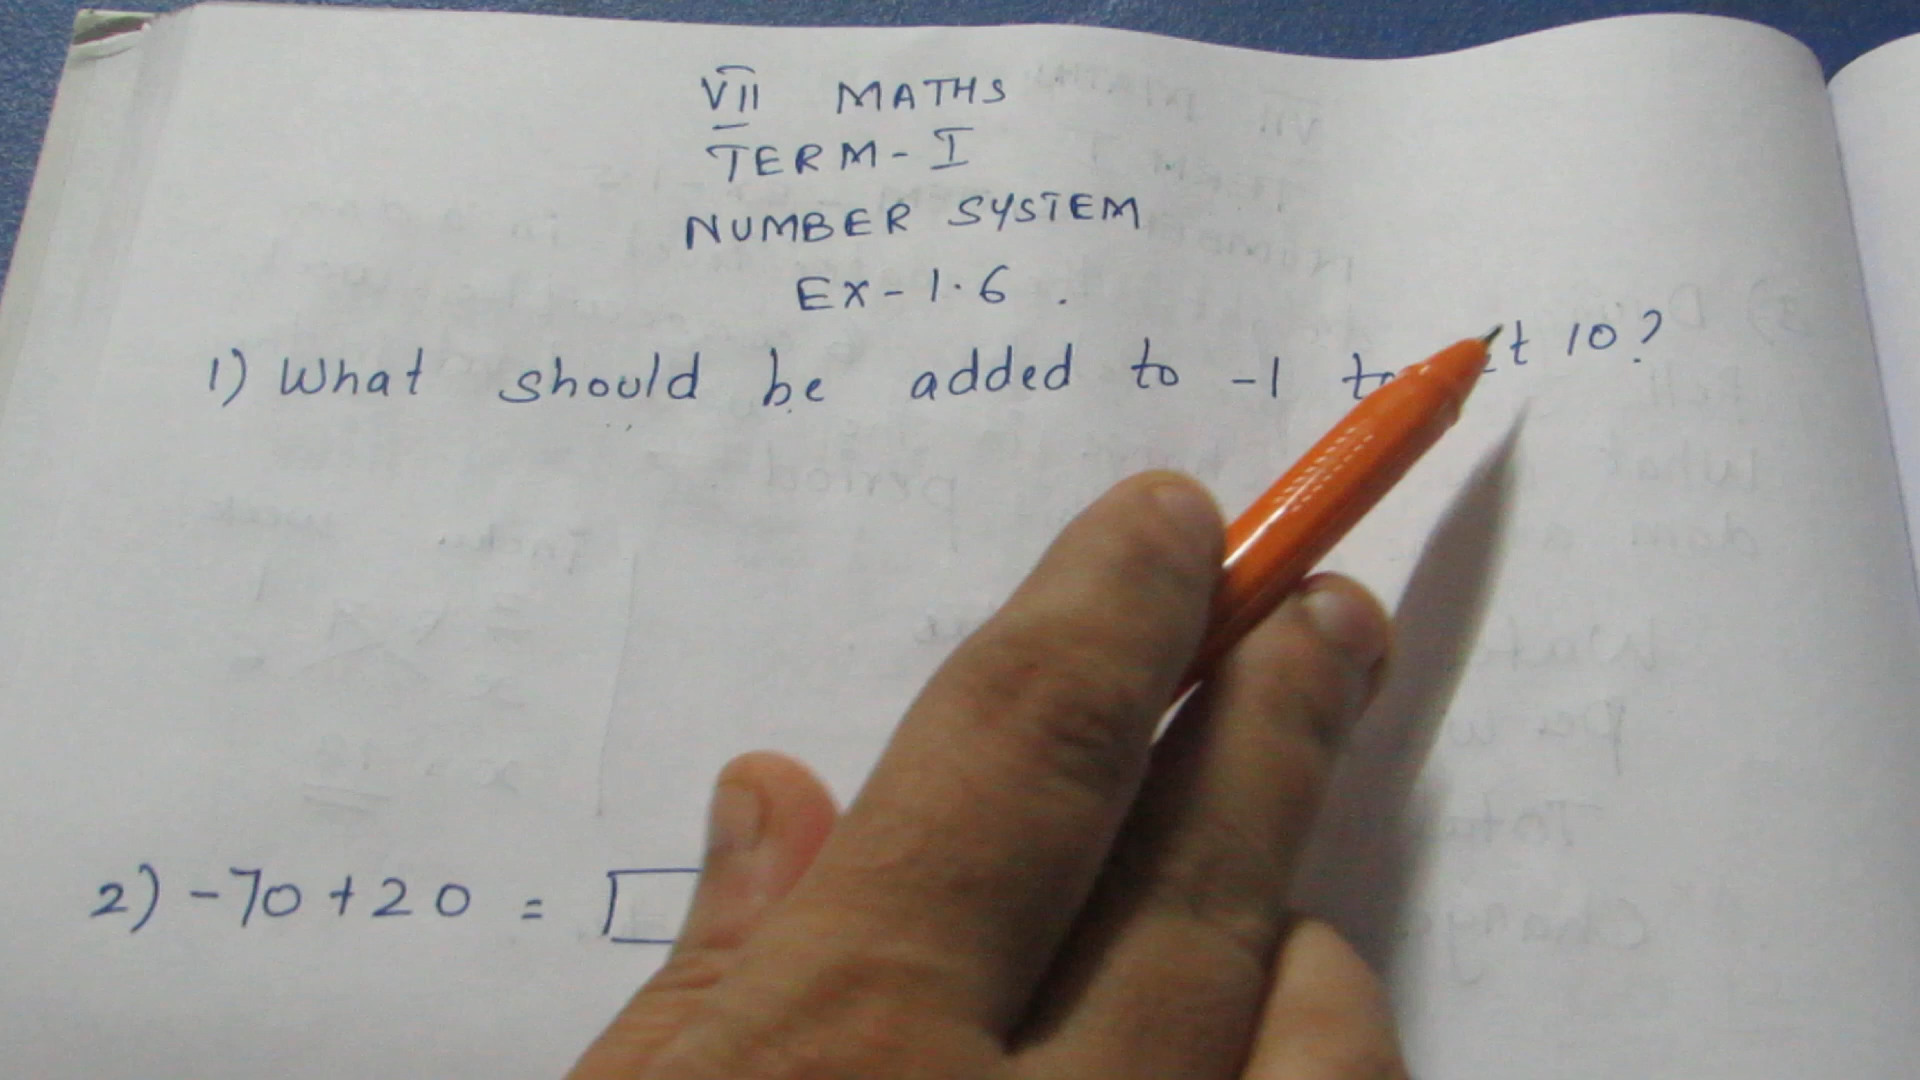 VII MATHS
TERM - I
NUMBER SYSTEM
Ex - 1.6 .
1) What should be added to -1 to 10?
2) -70 + 20 =